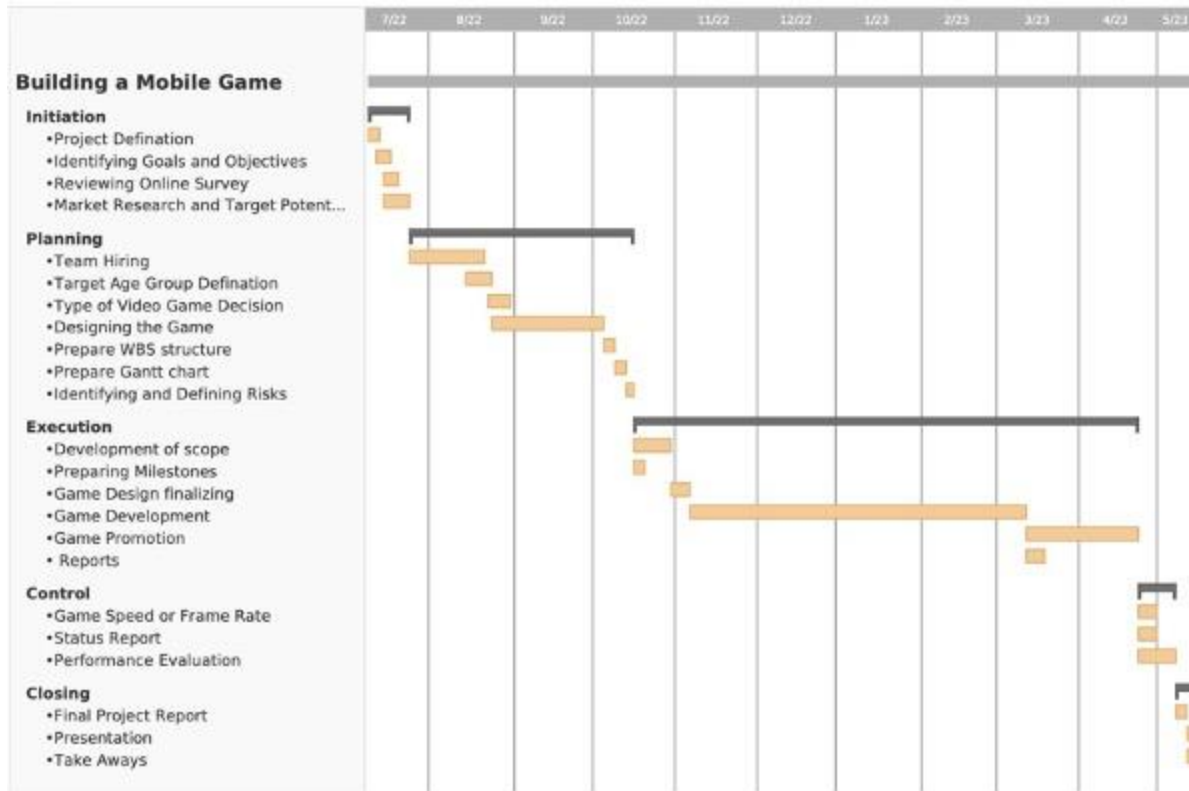 7/22 8/22 9/22 10/22 11/22 12/22 1/23 2/23 3/23 4/23 5/23
Building a Mobile Game
Initiation
•Project Defination
•Identifying Goals and Objectives
•Reviewing Online Survey
•Market Research and Target Potent...
Planning
•Team Hiring
•Target Age Group Defination
•Type of Video Game Decision
•Designing the Game
•Prepare WBS structure
•Prepare Gantt chart
•Identifying and Defining Risks
Execution
•Development of scope
•Preparing Milestones
•Game Design finalizing
•Game Development
•Game Promotion
• Reports
Control
•Game Speed or Frame Rate
•Status Report
•Performance Evaluation
Closing
•Final Project Report
•Presentation
•Take Aways